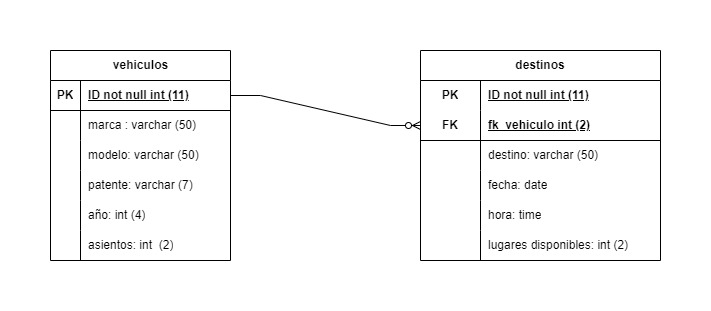 vehiculos
PK ID not null int (11)
marca : varchar (50)
modelo: varchar (50)
patente: varchar (7)
año: int (4)
asientos: int (2)
destinos
PK ID not null int (11)
FK fk_vehiculo int (2)
destino: varchar (50)
fecha: date
hora: time
lugares disponibles: int (2)